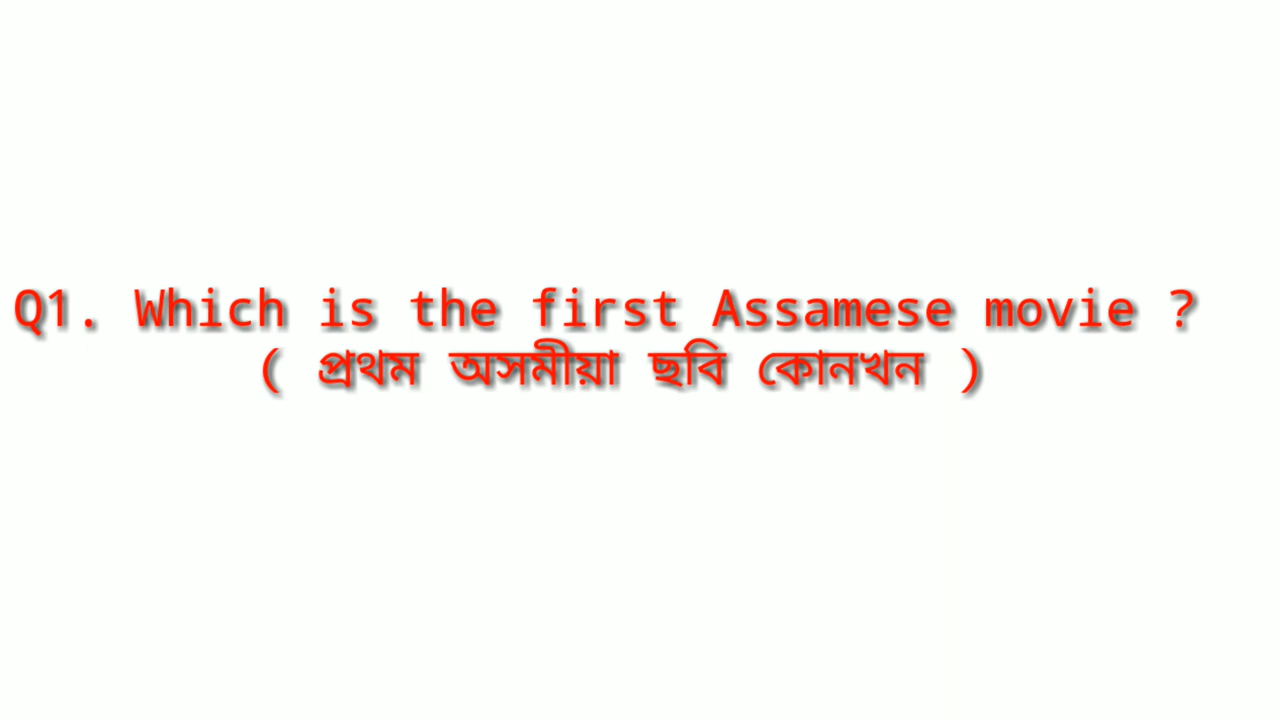 Q1. Which is the first Assamese movie ?
( প্ৰথম অসমীয়া ছবি কোনখন )